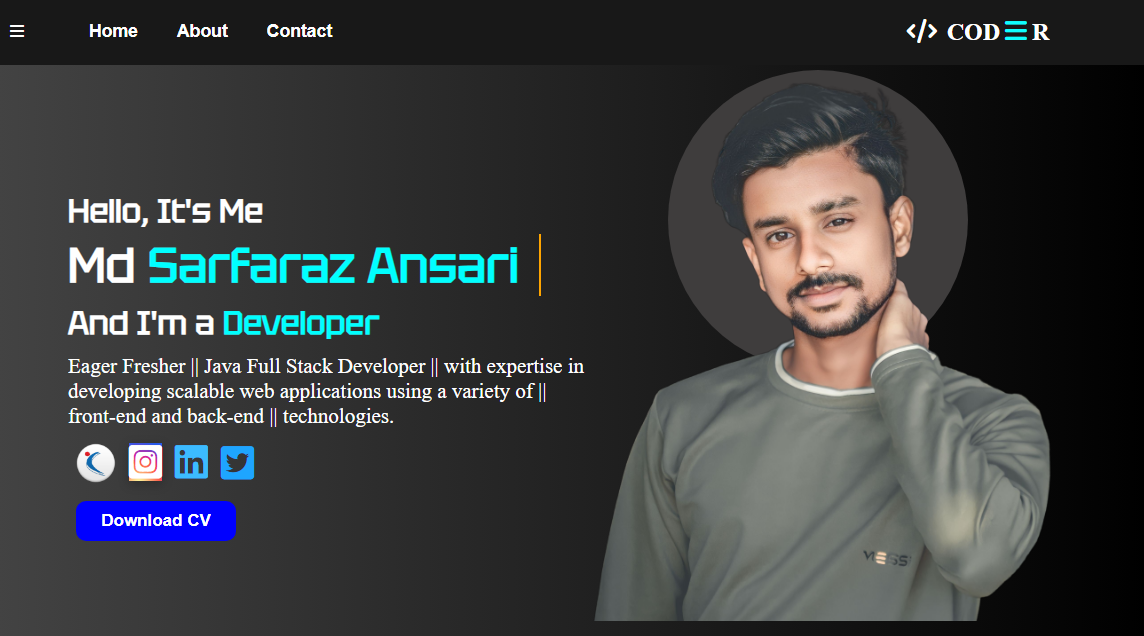 Home About Contact
</> COD☰R
Hello, It's Me
Md Sarfaraz Ansari
And I'm a Developer
Eager Fresher || Java Full Stack Developer || with expertise in
developing scalable web applications using a variety of ||
front-end and back-end || technologies.
in
Download CV